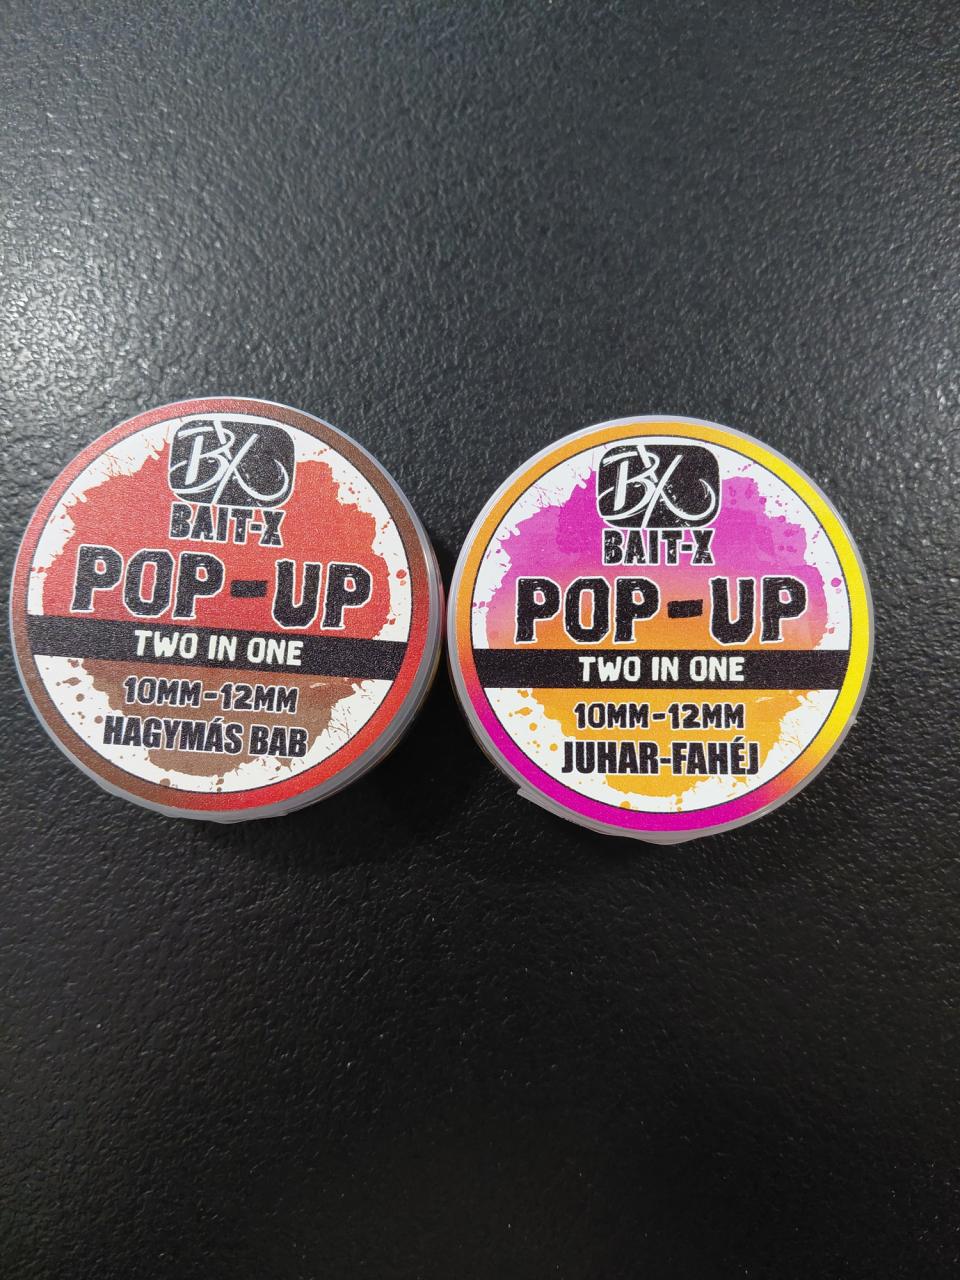 BX
BAIT-X
POP-UP
TWO IN ONE
10MM-12MM
HAGYMÁS BAB
BX
BAIT-X
POP-UP
TWO IN ONE
10MM-12MM
JUHAR-FAHÉJ